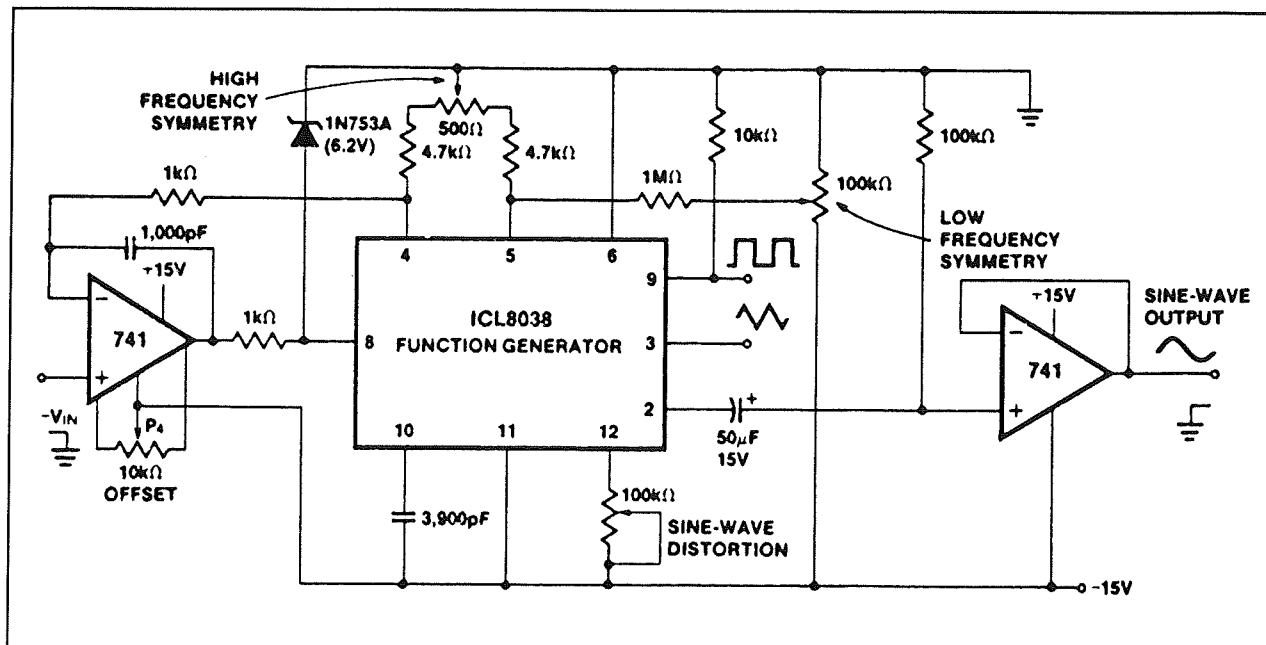 HIGH
FREQUENCY
SYMMETRY
1N753A
(6.2V)
500Ω
4.7kΩ
4.7kΩ
10kΩ
100kΩ
1kΩ
1MΩ
100kΩ
LOW
FREQUENCY
SYMMETRY
1,000pF
+15V
4
5
6
9
ICL8038
FUNCTION GENERATOR
8
3
2
10
11
12
−
741
+
1kΩ
-VIN
P4
10kΩ
OFFSET
+
50μF
15V
+15V
−
741
+
SINE-WAVE
OUTPUT
3,900pF
100kΩ
SINE-WAVE
DISTORTION
-15V